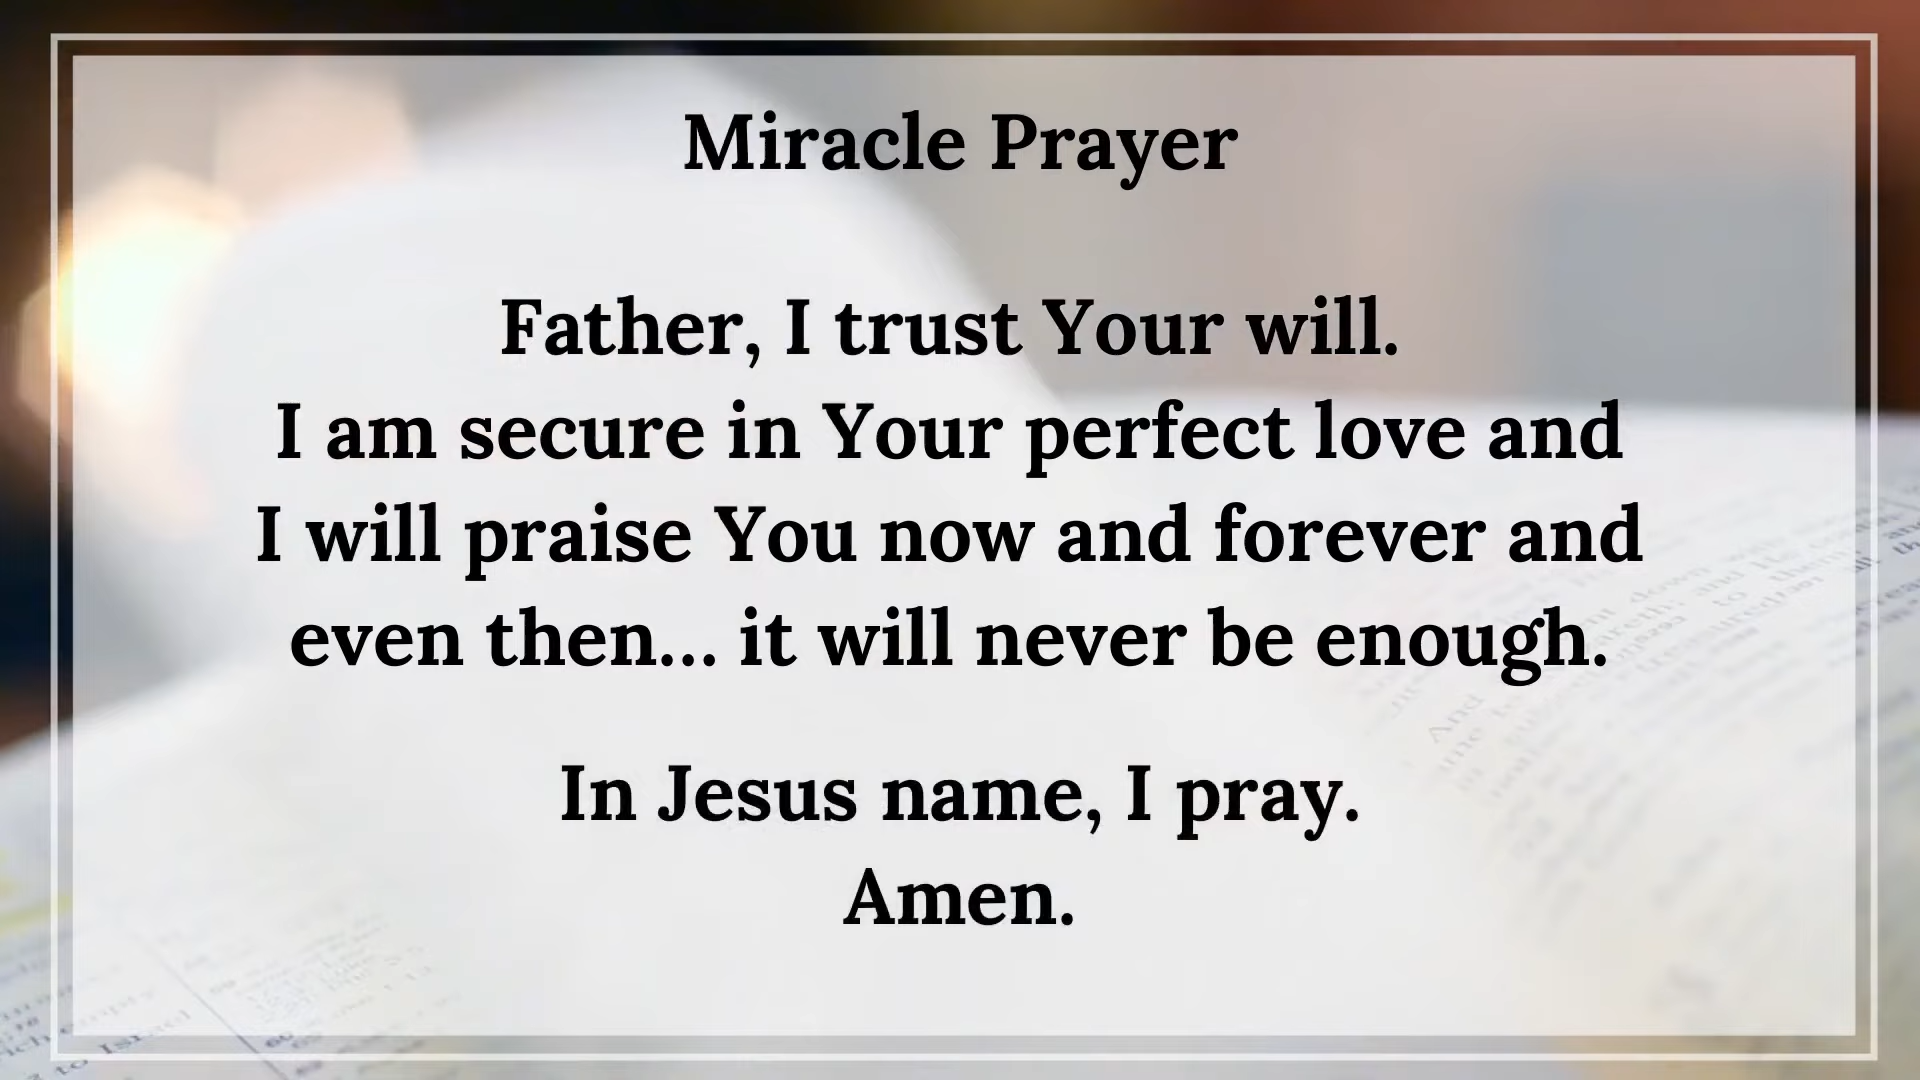 Miracle Prayer
Father, I trust Your will.
I am secure in Your perfect love and
I will praise You now and forever and
even then... it will never be enough.
In Jesus name, I pray.
Amen.